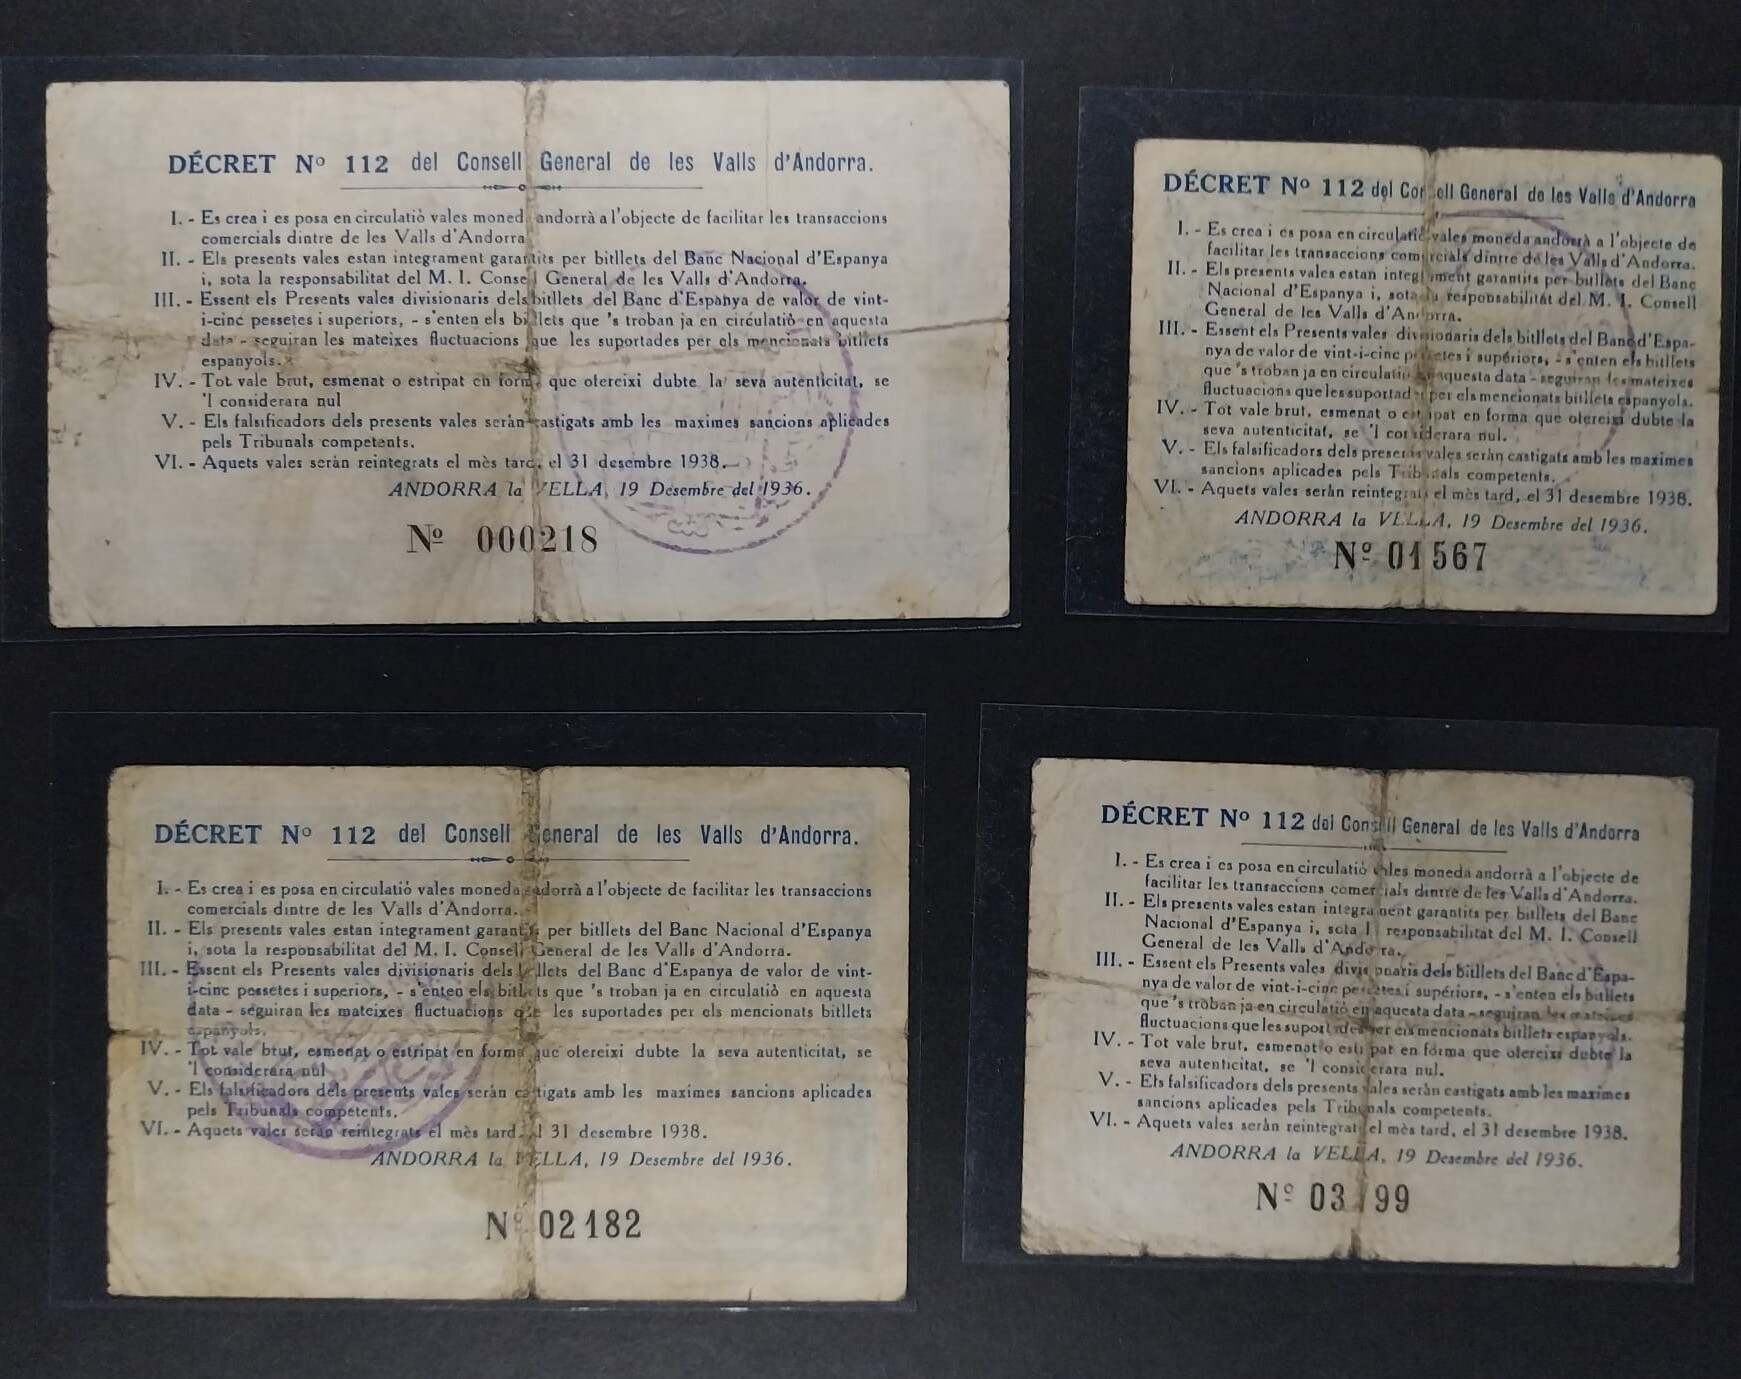 DÉCRET Nº 112 del Consell General de les Valls d'Andorra.
I. - Es crea i es posa en circulatiò vales moned andorrà a l'objecte de facilitar les transaccions
comercials dintre de les Valls d'Andorra
II. - Els presents vales estan integrament garantits per bitllets del Banc Nacional d'Espanya
i, sota la responsabilitat del M. I. Consell General de les Valls d'Andorra.
III. - Essent els Presents vales divisionaris dels bitllets del Banc d'Espanya de valor de vint-
i-cinc pessetes i superiors, - s'enten els bitllets que 's troban ja en circulatiò en aquesta
data - seguiran les mateixes fluctuacions que les suportades per els mencionats bitllets
espanyols.
IV. - Tot vale brut, esmenat o estripat en forma que ofereixi dubte la seva autenticitat, se
'l considerara nul
V. - Els falsificadors dels presents vales seràn castigats amb les maximes sancions aplicades
pels Tribunals competents.
VI. - Aquets vales seràn reintegrats el mès tard, el 31 desembre 1938.
ANDORRA la VELLA, 19 Desembre del 1936.
Nº 000218
DÉCRET Nº 112 del Consell General de les Valls d'Andorra
I. - Es crea i es posa en circulatiò vales moneda andorrà a l'objecte de
facilitar les transaccions comercials dintre de les Valls d'Andorra.
II. - Els presents vales estan integrament garantits per bitllets del Banc
Nacional d'Espanya i, sota la responsabilitat del M. I. Consell
General de les Valls d'Andorra.
III. - Essent els Presents vales divisionaris dels bitllets del Banc d'Espa-
nya de valor de vint-i-cinc pessetes i supériors, - s'enten els bitllets
que 's troban ja en circulatiò en aquesta data - seguiran les mateixes
fluctuacions que les suportades per els mencionats bitllets espanyols.
IV. - Tot vale brut, esmenat o estripat en forma que ofereixi dubte la
seva autenticitat, se 'l considerara nul.
V. - Els falsificadors dels presents vales seràn castigats amb les maximes
sancions aplicades pels Tribunals competents.
VI. - Aquets vales seràn reintegrats el mès tard, el 31 desembre 1938.
ANDORRA la VELLA, 19 Desembre del 1936.
Nº 01567
DÉCRET Nº 112 del Consell General de les Valls d'Andorra.
I. - Es crea i es posa en circulatiò vales moneda andorrà a l'objecte de facilitar les transaccions
comercials dintre de les Valls d'Andorra.
II. - Els presents vales estan integrament garantits per bitllets del Banc Nacional d'Espanya
i, sota la responsabilitat del M. I. Consell General de les Valls d'Andorra.
III. - Essent els Presents vales divisionaris dels bitllets del Banc d'Espanya de valor de vint-
i-cinc pessetes i superiors, - s'enten els bitllets que 's troban ja en circulatiò en aquesta
data - seguiran les mateixes fluctuacions que les suportades per els mencionats bitllets
espanyols.
IV. - Tot vale brut, esmenat o estripat en forma que ofereixi dubte la seva autenticitat, se
'l considerara nul
V. - Els falsificadors dels presents vales seràn castigats amb les maximes sancions aplicades
pels Tribunals competents.
VI. - Aquets vales seràn reintegrats el mès tard, el 31 desembre 1938.
ANDORRA la VELLA, 19 Desembre del 1936.
Nº 02182
DÉCRET Nº 112 del Consell General de les Valls d'Andorra
I. - Es crea i es posa en circulatiò vales moneda andorrà a l'objecte de
facilitar les transaccions comercials dintre de les Valls d'Andorra.
II. - Els presents vales estan integrament garantits per bitllets del Banc
Nacional d'Espanya i, sota la responsabilitat del M. I. Consell
General de les Valls d'Andorra.
III. - Essent els Presents vales divisionaris dels bitllets del Banc d'Espa-
nya de valor de vint-i-cinc pessetes i supériors, - s'enten els bitllets
que 's troban ja en circulatiò en aquesta data - seguiran les mateixes
fluctuacions que les suportades per els mencionats bitllets espanyols.
IV. - Tot vale brut, esmenat o estripat en forma que ofereixi dubte la
seva autenticitat, se 'l considerara nul.
V. - Els falsificadors dels presents vales seràn castigats amb les maximes
sancions aplicades pels Tribunals competents.
VI. - Aquets vales seràn reintegrats el mès tard, el 31 desembre 1938.
ANDORRA la VELLA, 19 Desembre del 1936.
Nº